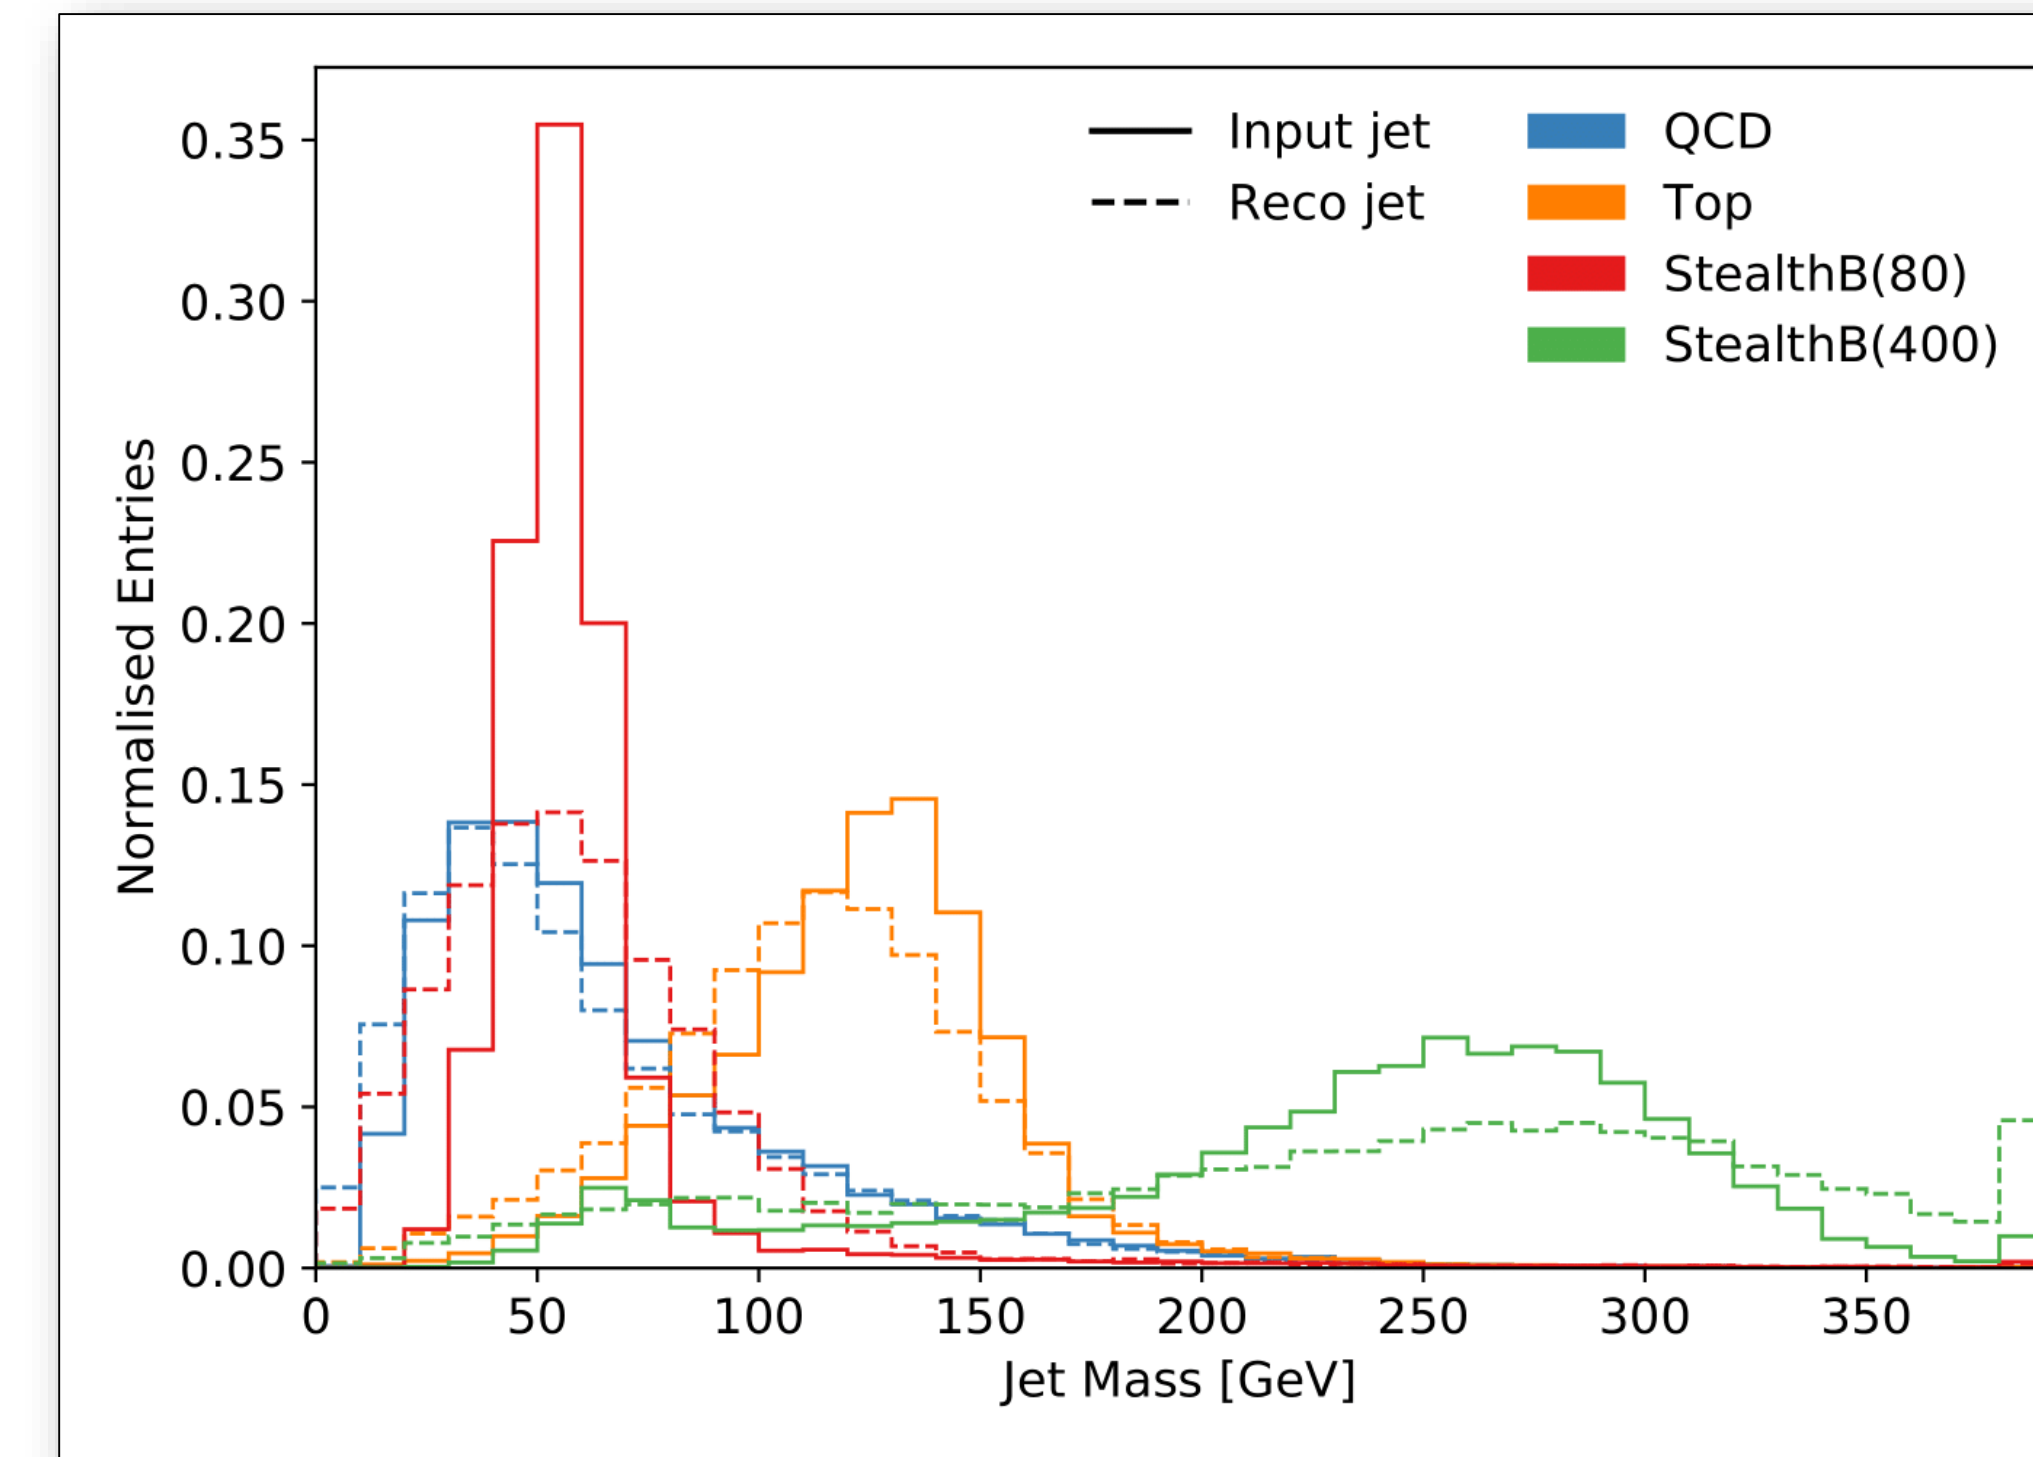 Input jet
Reco jet
QCD
Top
StealthB(80)
StealthB(400)
Normalised Entries
0.35
0.30
0.25
0.20
0.15
0.10
0.05
0.00
0 50 100 150 200 250 300 350
Jet Mass [GeV]